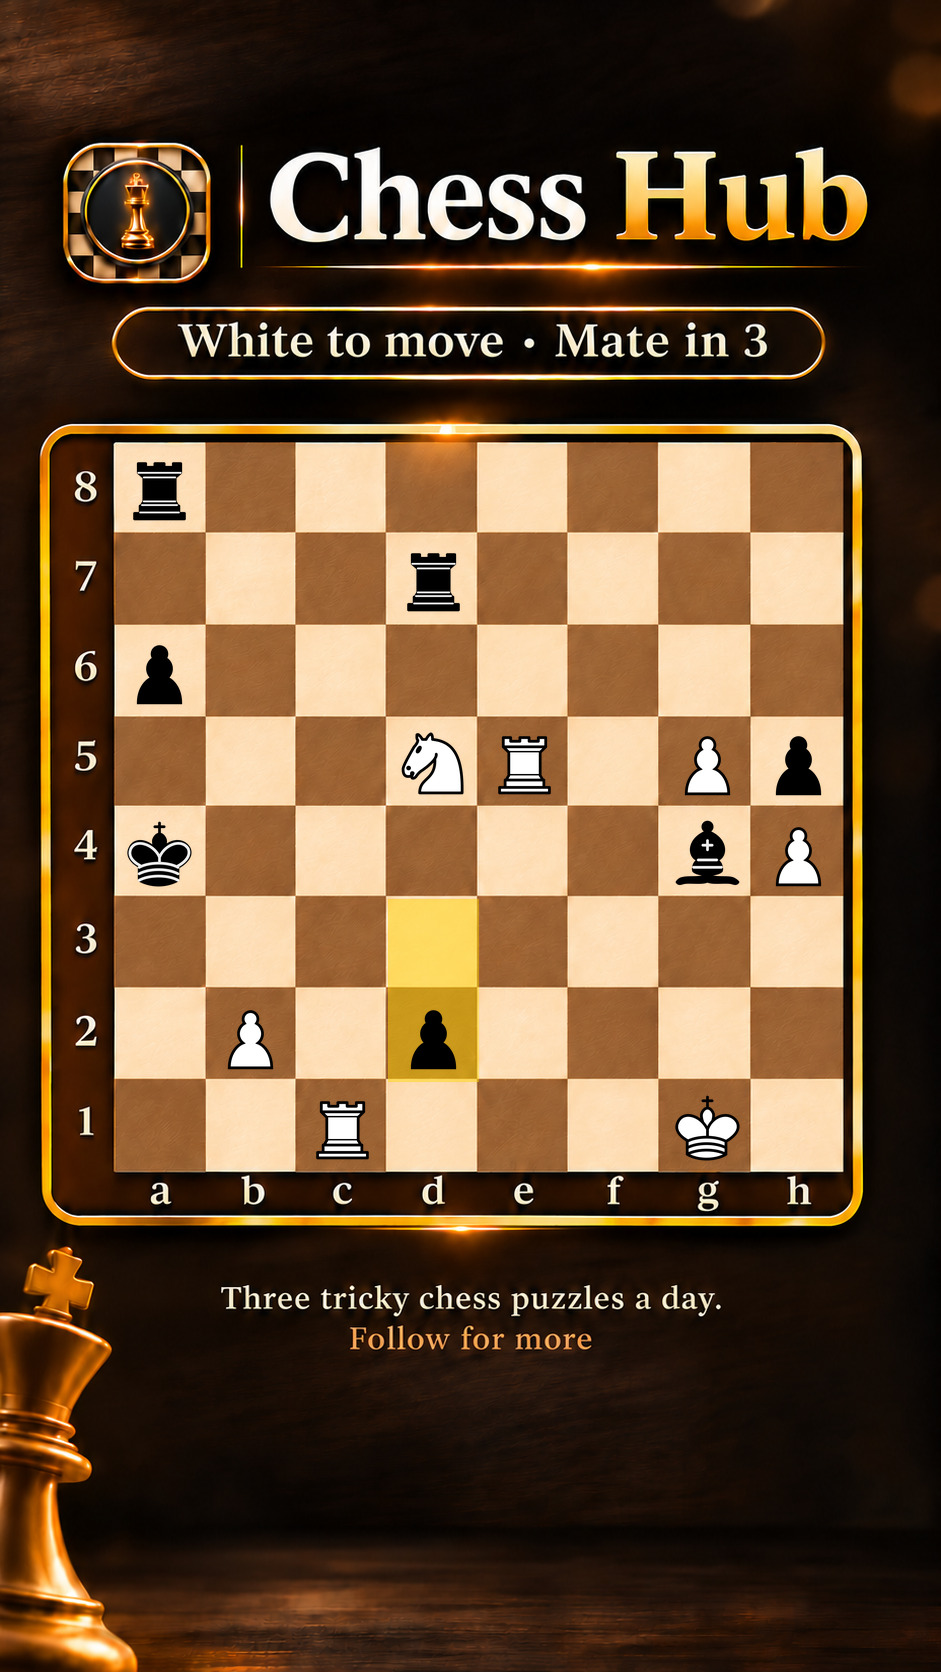 Chess Hub
White to move • Mate in 3
8
7
6
5
4
3
2
1
a b c d e f g h
Three tricky chess puzzles a day.
Follow for more